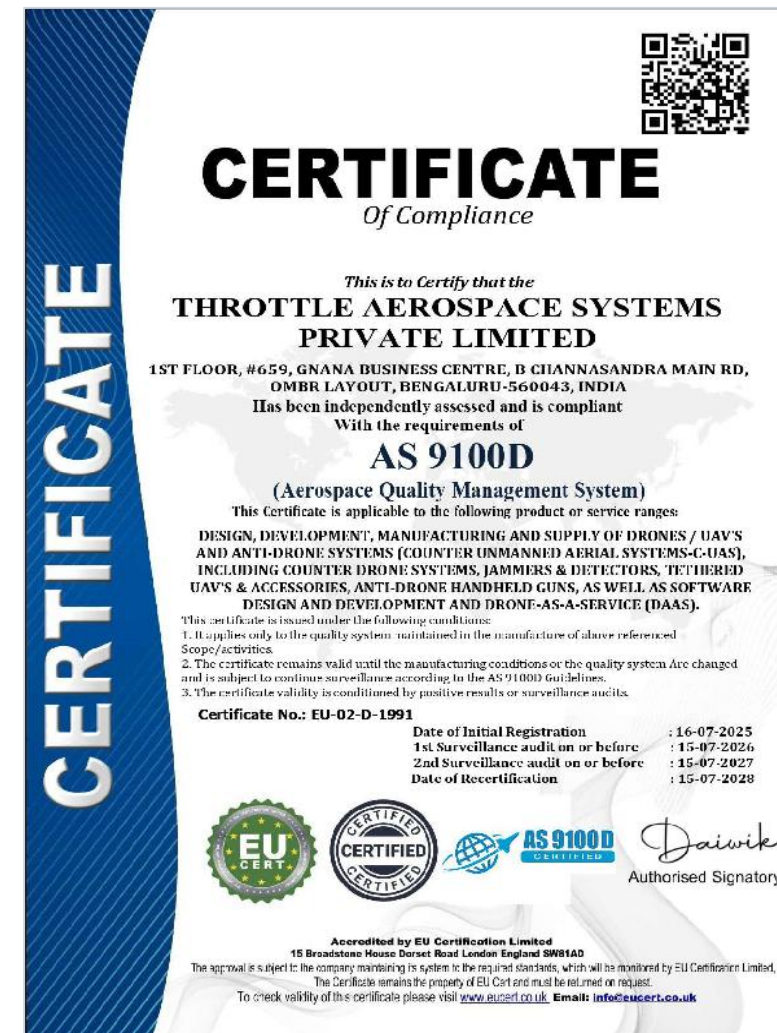 CERTIFICATE
CERTIFICATE
Of Compliance
This is to Certify that the
THROTTLE AEROSPACE SYSTEMS
PRIVATE LIMITED
1ST FLOOR, #659, GNANA BUSINESS CENTRE, B CHANNASANDRA MAIN RD,
OMBR LAYOUT, BENGALURU-560043, INDIA
Has been independently assessed and is compliant
With the requirements of
AS 9100D
(Aerospace Quality Management System)
This Certificate is applicable to the following product or service ranges:
DESIGN, DEVELOPMENT, MANUFACTURING AND SUPPLY OF DRONES / UAV'S
AND ANTI-DRONE SYSTEMS (COUNTER UNMANNED AERIAL SYSTEMS-C-UAS),
INCLUDING COUNTER DRONE SYSTEMS, JAMMERS & DETECTORS, TETHERED
UAV'S & ACCESSORIES, ANTI-DRONE HANDHELD GUNS, AS WELL AS SOFTWARE
DESIGN AND DEVELOPMENT AND DRONE-AS-A-SERVICE (DAAS).
This certificate is issued under the following conditions:
1. It applies only to the quality system maintained in the manufacture of above referenced
Scope/activities.
2. The certificate remains valid until the manufacturing conditions or the quality system Are changed
and is subject to continue surveillance according to the AS 9100D Guidelines.
3. The certificate validity is conditioned by positive results or surveillance audits.
Certificate No.: EU-02-D-1991
Date of Initial Registration : 16-07-2025
1st Surveillance audit on or before : 15-07-2026
2nd Surveillance audit on or before : 15-07-2027
Date of Recertification : 15-07-2028
EU
CERT
CERTIFIED
CERTIFIED
CERTIFIED
AS 9100D
CERTIFIED
Daiwik
Authorised Signatory
Accredited by EU Certification Limited
15 Broadstone House Dorset Road London England SW81AD
The approval is subject to the company maintaining its system to the required standards, which will be monitored by EU Certification Limited,
The Certificate remains the property of EU Cert and must be returned on request.
To check validity of this certificate please visit www.eucert.co.uk Email: info@eucert.co.uk